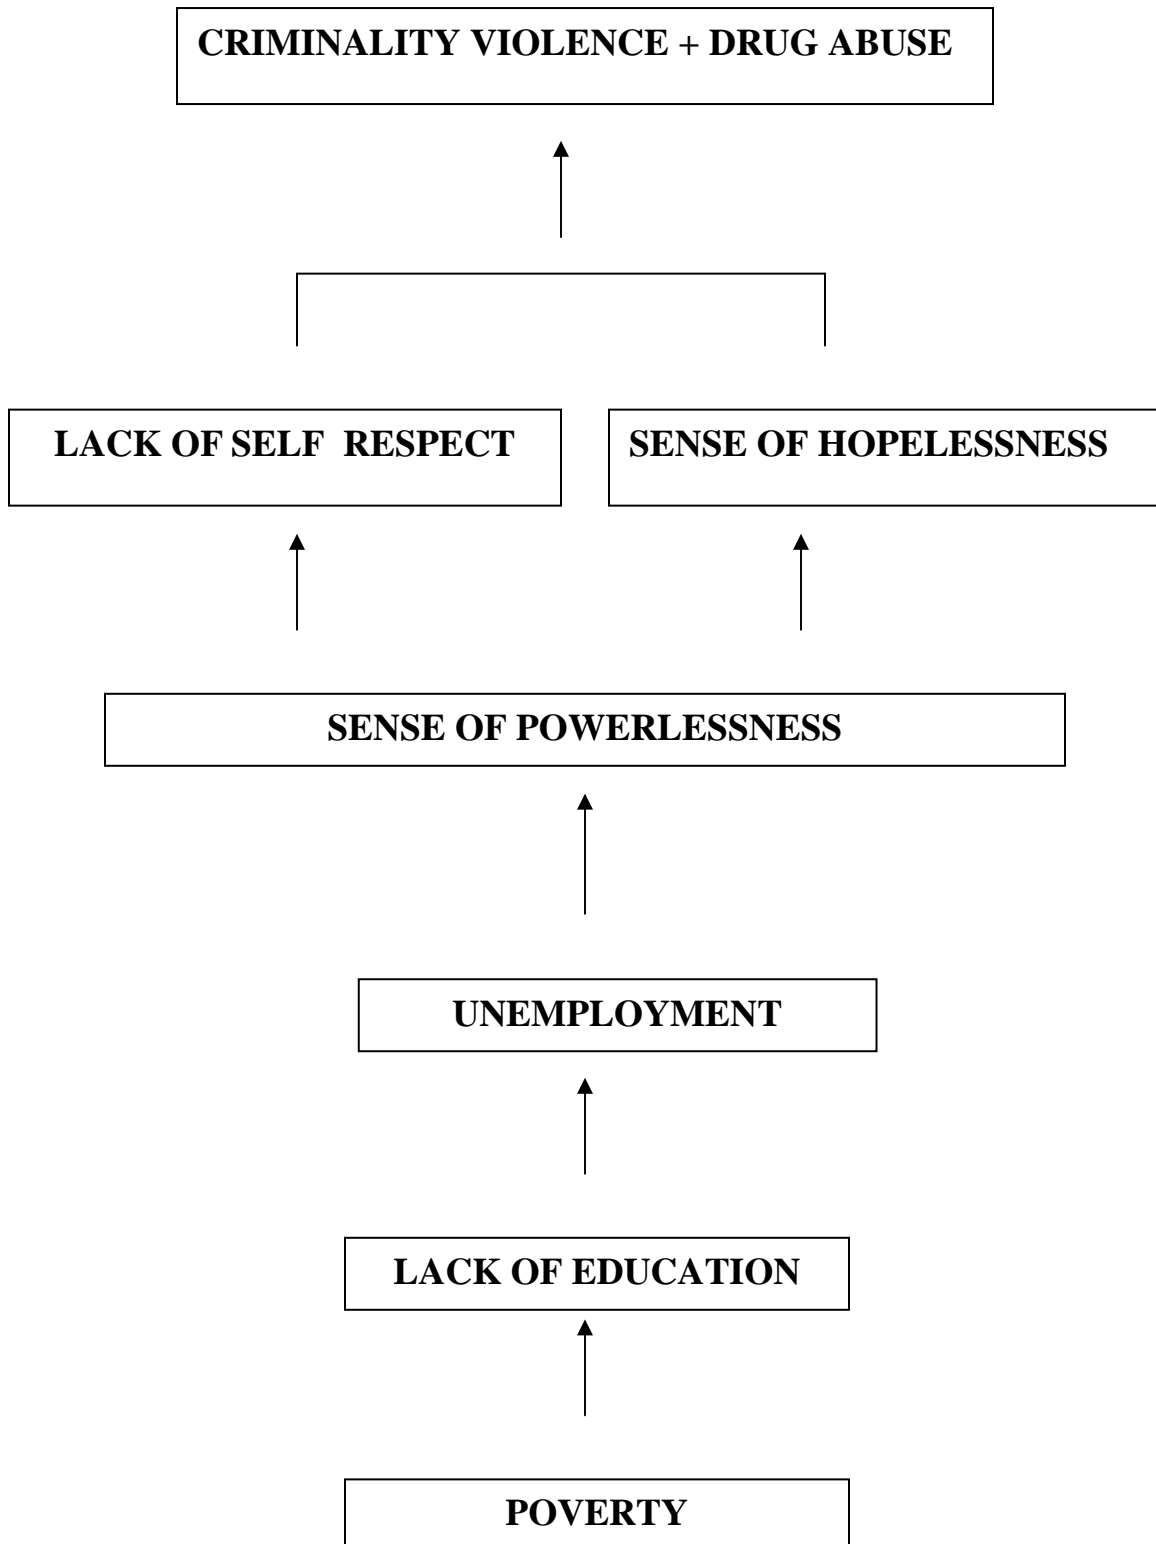 CRIMINALITY VIOLENCE + DRUG ABUSE
LACK OF SELF  RESPECT
SENSE OF HOPELESSNESS
SENSE OF POWERLESSNESS
UNEMPLOYMENT
LACK OF EDUCATION
POVERTY